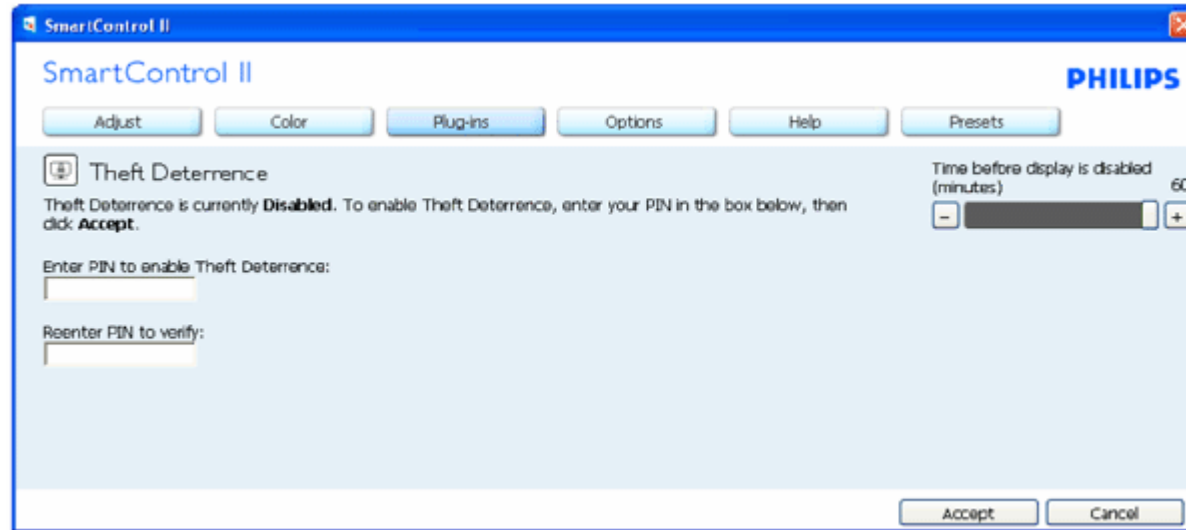 SmartControl II
SmartControl II
PHILIPS
Adjust Color Plug-ins Options Help Presets
Theft Deterrence
Time before display is disabled
(minutes) 60
Theft Deterrence is currently Disabled. To enable Theft Deterrence, enter your PIN in the box below, then
click Accept.
- +
Enter PIN to enable Theft Deterrence:
Reenter PIN to verify:
Accept Cancel